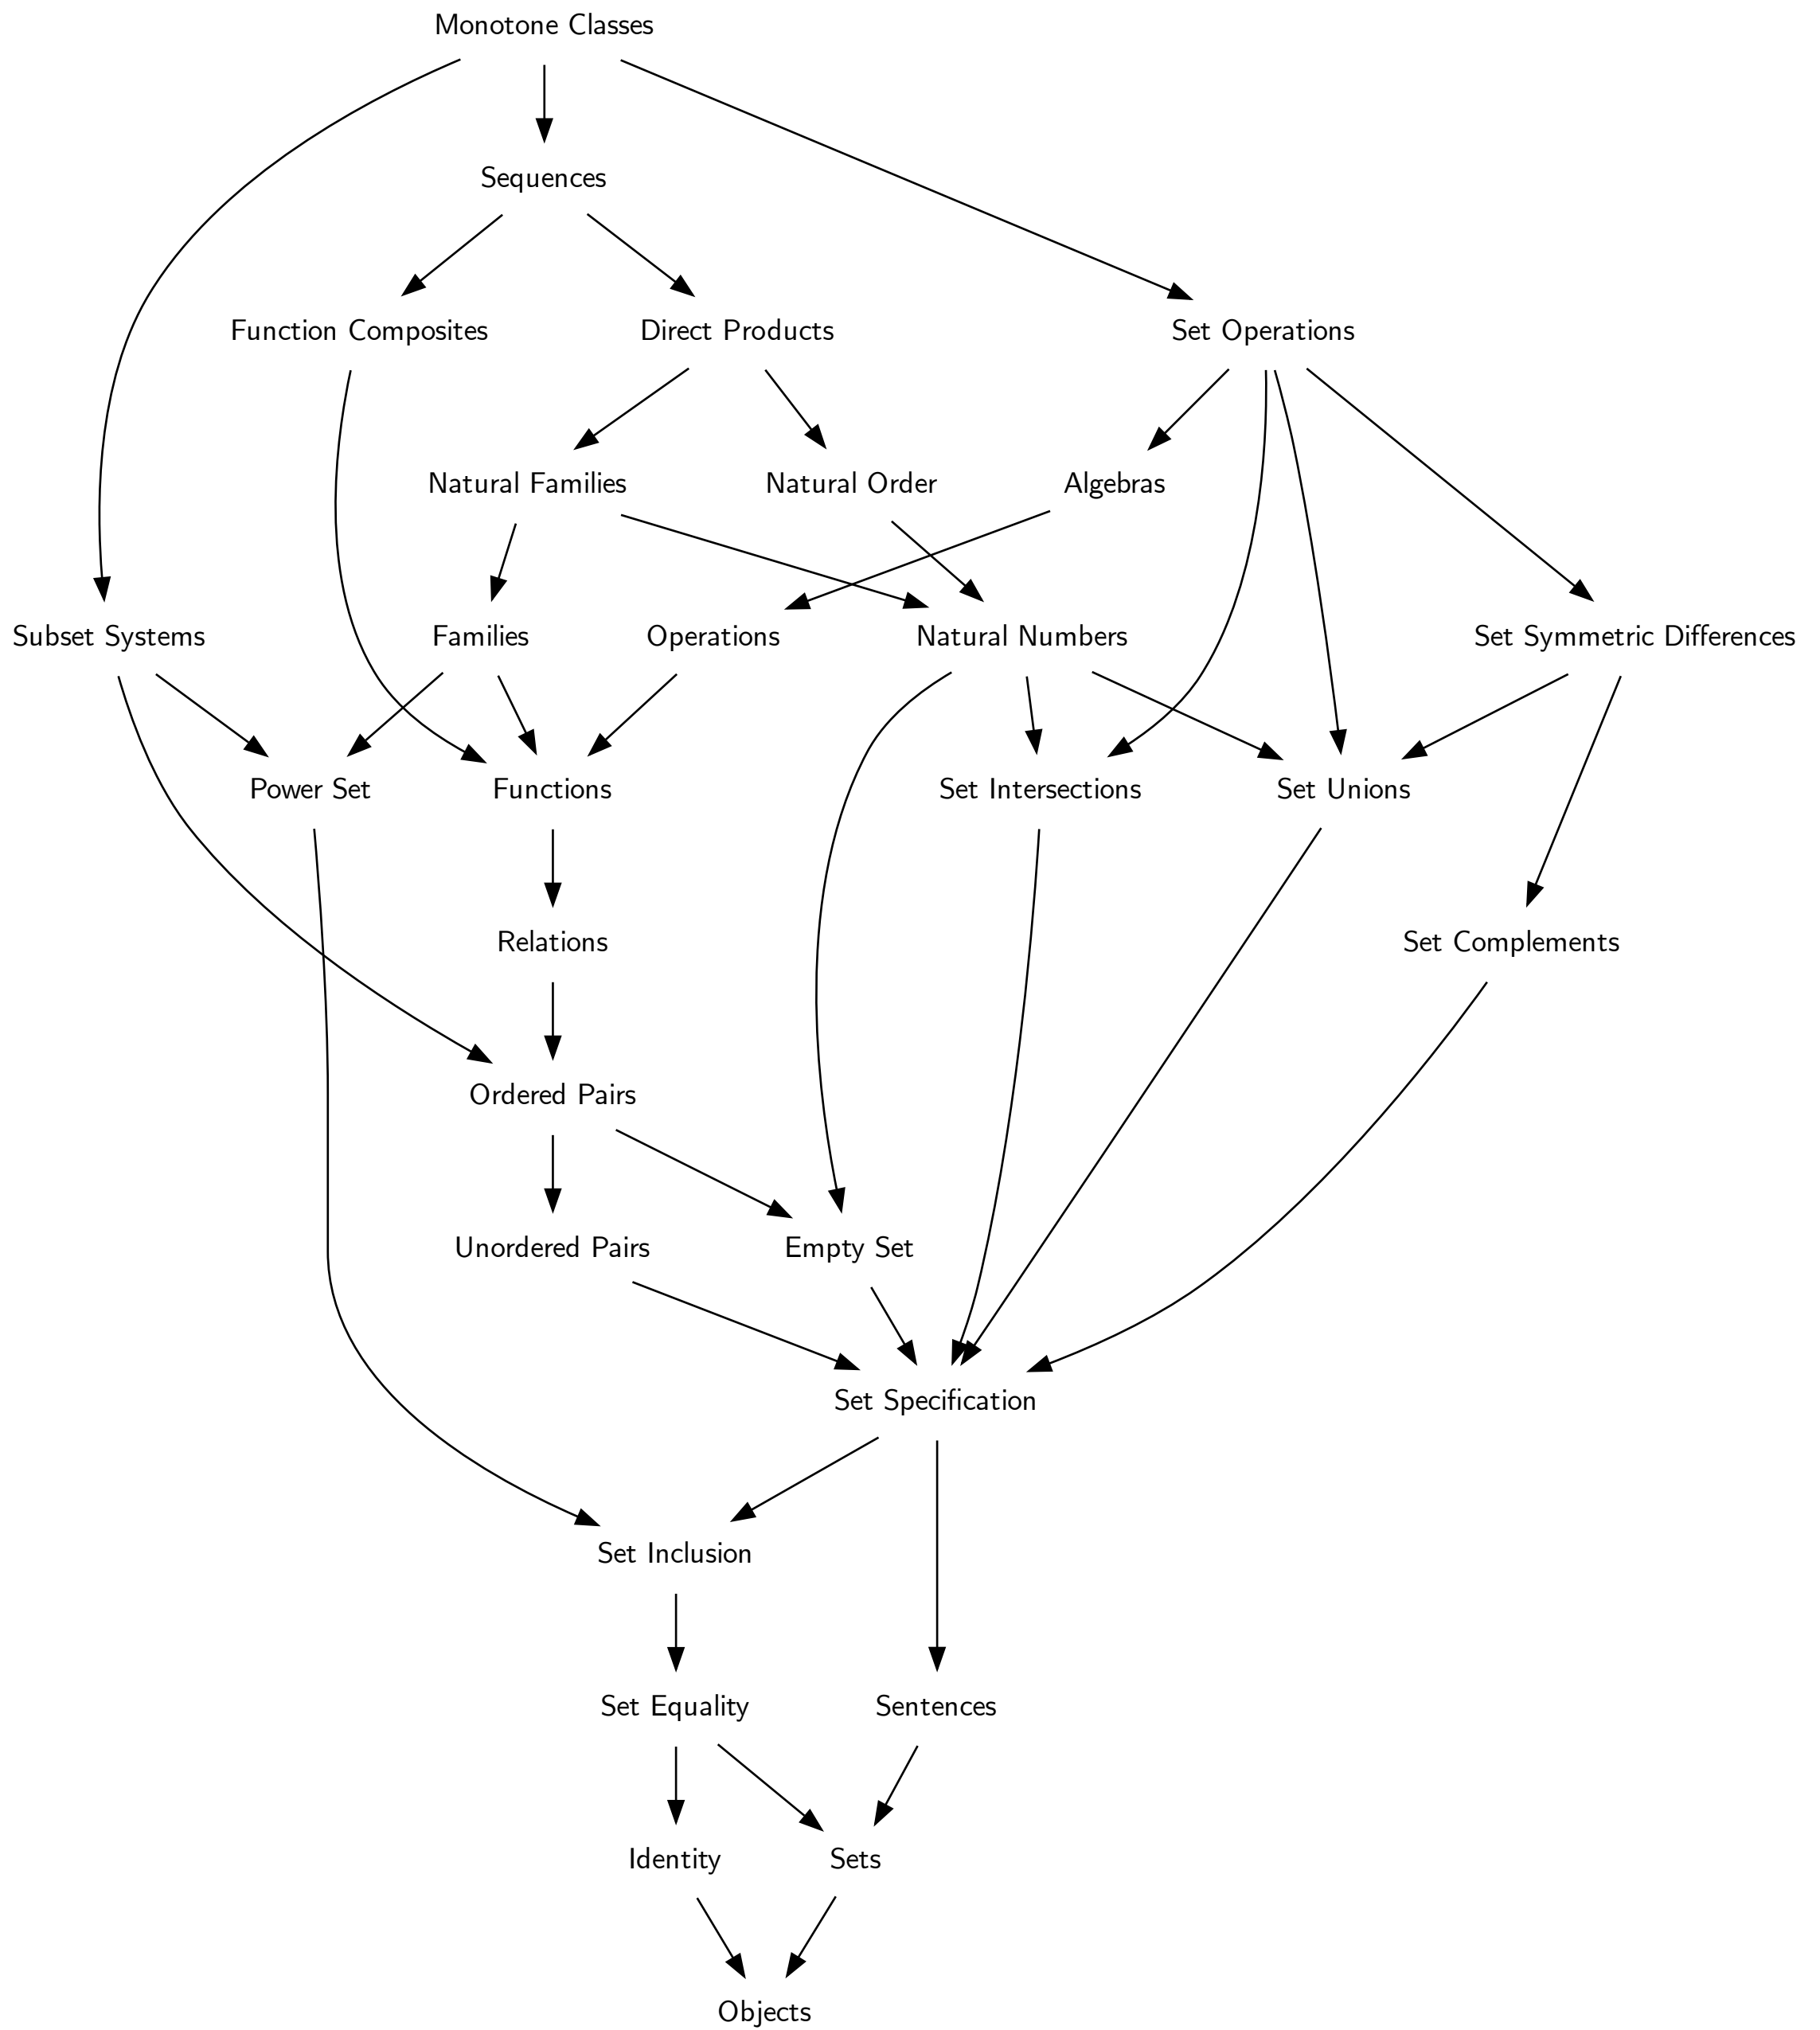 Monotone Classes
Sequences
Function Composites
Direct Products
Set Operations
Natural Families
Natural Order
Algebras
Subset Systems
Families
Operations
Natural Numbers
Set Symmetric Differences
Power Set
Functions
Set Intersections
Set Unions
Relations
Set Complements
Ordered Pairs
Unordered Pairs
Empty Set
Set Specification
Set Inclusion
Set Equality
Sentences
Identity
Sets
Objects